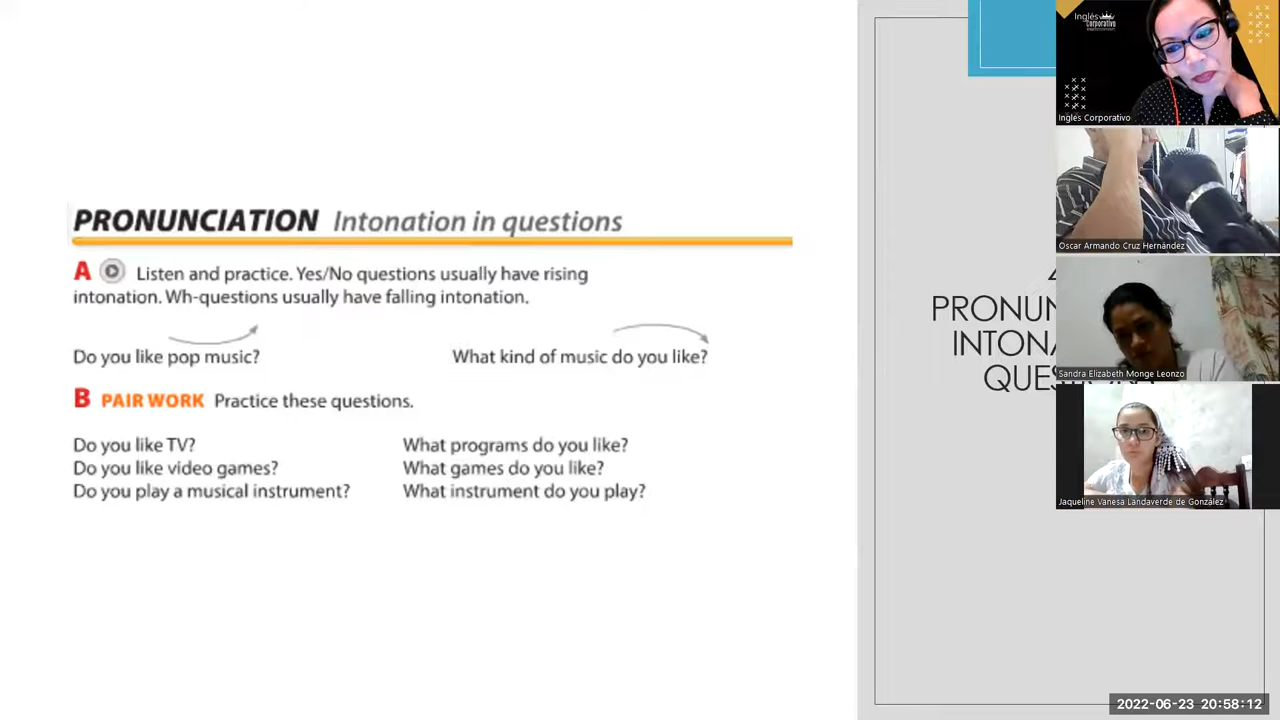 PRONUNCIATION Intonation in questions
A Listen and practice. Yes/No questions usually have rising
intonation. Wh-questions usually have falling intonation.
Do you like pop music?
What kind of music do you like?
B PAIR WORK Practice these questions.
Do you like TV?
What programs do you like?
Do you like video games?
What games do you like?
Do you play a musical instrument?
What instrument do you play?
PRONUN
INTONA
Inglés
Corporativo
Inglés Corporativo
Oscar Armando Cruz Hernández
Sandra Elizabeth Monge Leonzo
Jaqueline Vanesa Landaverde de González
2022-06-23 20:58:12